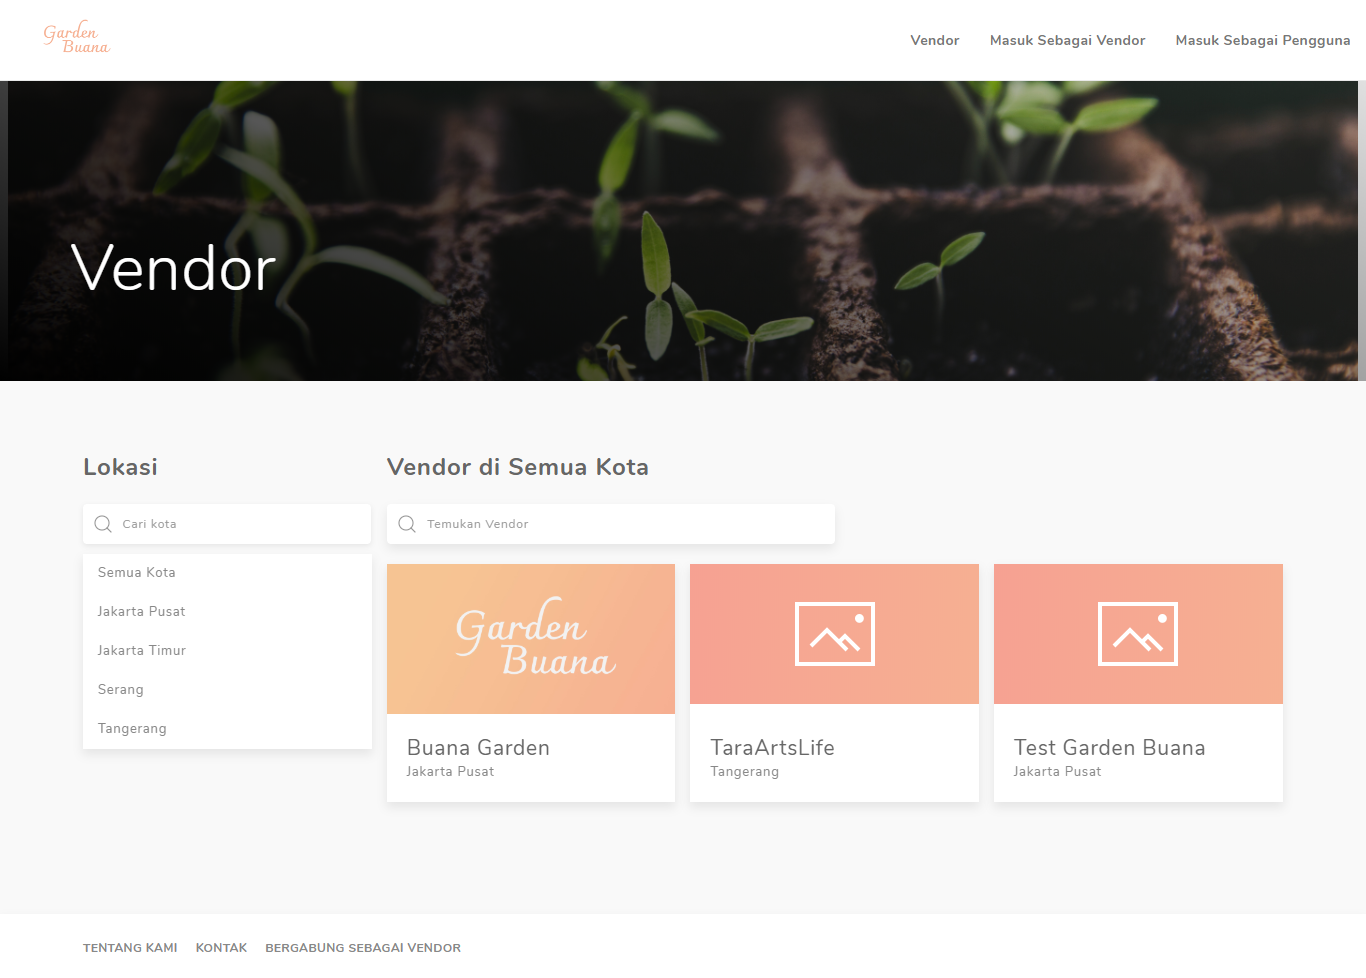 Garden
Buana
Vendor
Masuk Sebagai Vendor
Masuk Sebagai Pengguna
Vendor
Lokasi
Cari kota
Semua Kota
Jakarta Pusat
Jakarta Timur
Serang
Tangerang
Vendor di Semua Kota
Temukan Vendor
Garden
Buana
Buana Garden
Jakarta Pusat
TaraArtsLife
Tangerang
Test Garden Buana
Jakarta Pusat
TENTANG KAMI
KONTAK
BERGABUNG SEBAGAI VENDOR